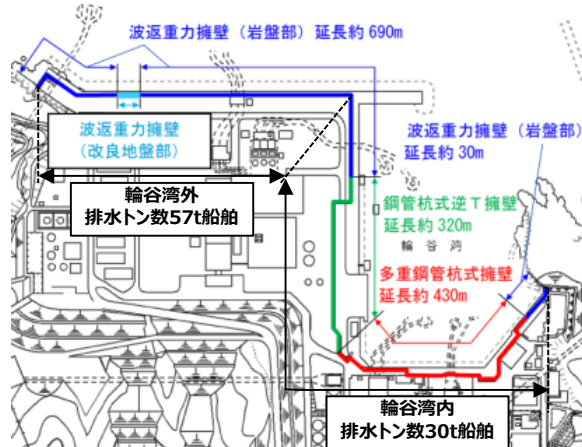 波返重力擁壁（岩盤部）延長約 690m
波返重力擁壁
（改良地盤部）
波返重力擁壁（岩盤部）
延長約 30m
輪谷湾外
排水トン数57t船舶
鋼管杭式逆Ｔ擁壁
延長約 320m
輪谷湾
多重鋼管杭式擁壁
延長約 430m
輪谷湾内
排水トン数30t船舶